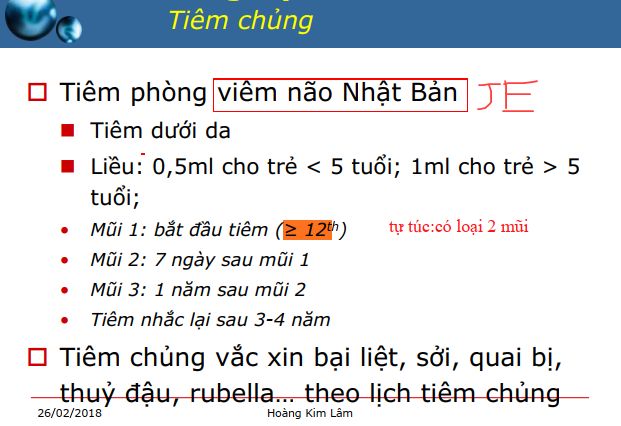 Tiêm chủng
Tiêm phòng viêm não Nhật Bản JE
Tiêm dưới da
Liều: 0,5ml cho trẻ < 5 tuổi; 1ml cho trẻ > 5
tuổi;
Mũi 1: bắt đầu tiêm (≥ 12th) tự túc:có loại 2 mũi
Mũi 2: 7 ngày sau mũi 1
Mũi 3: 1 năm sau mũi 2
Tiêm nhắc lại sau 3-4 năm
Tiêm chủng vắc xin bại liệt, sởi, quai bị,
thuỷ đậu, rubella... theo lịch tiêm chủng
26/02/2018 Hoàng Kim Lâm